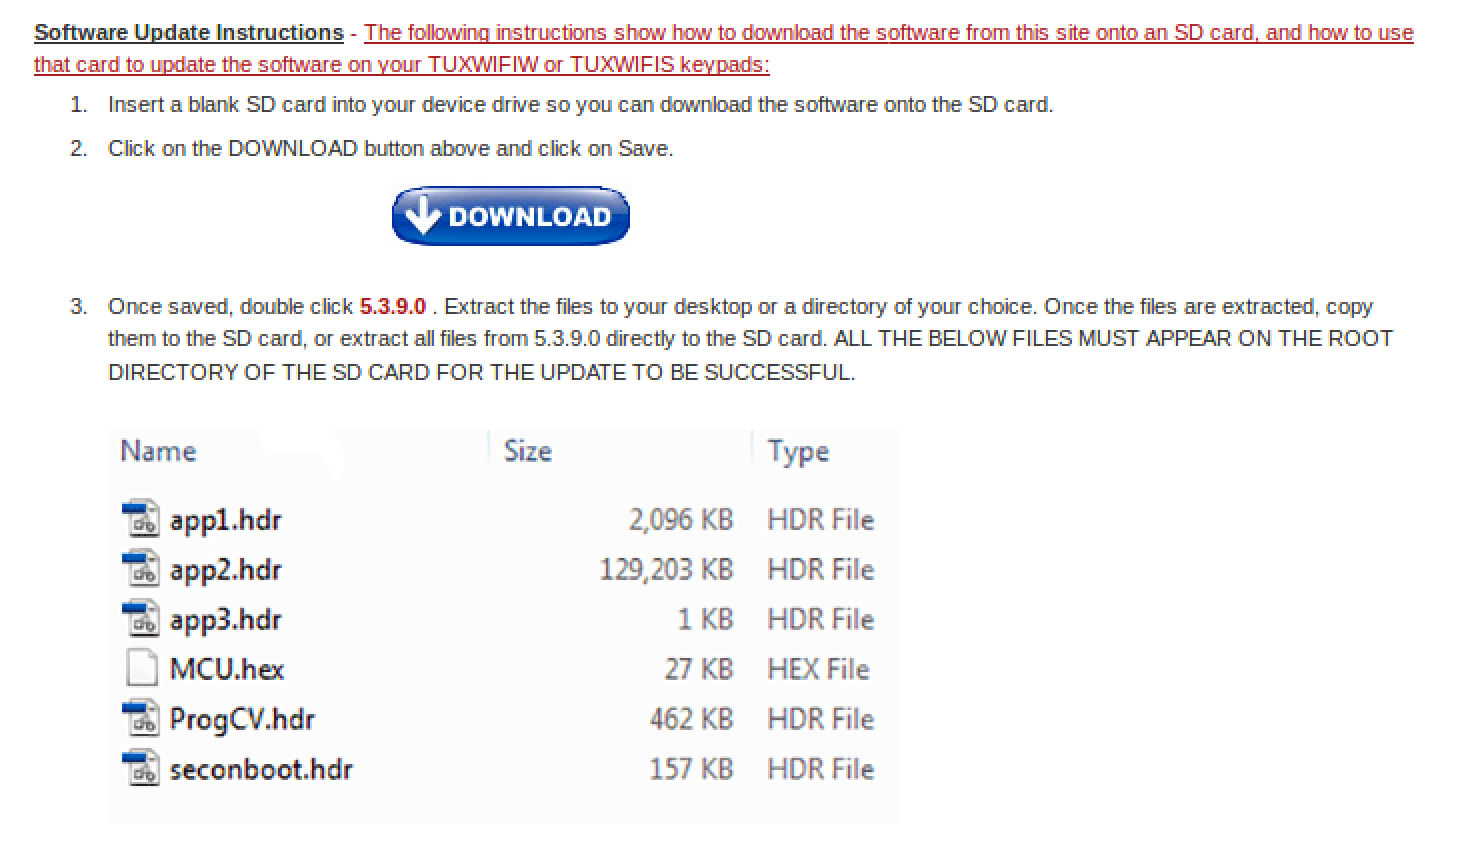 Software Update Instructions - The following instructions show how to download the software from this site onto an SD card, and how to use
that card to update the software on your TUXWIFIW or TUXWIFIS keypads:
1. Insert a blank SD card into your device drive so you can download the software onto the SD card.
2. Click on the DOWNLOAD button above and click on Save.
DOWNLOAD
3. Once saved, double click 5.3.9.0 . Extract the files to your desktop or a directory of your choice. Once the files are extracted, copy
them to the SD card, or extract all files from 5.3.9.0 directly to the SD card. ALL THE BELOW FILES MUST APPEAR ON THE ROOT
DIRECTORY OF THE SD CARD FOR THE UPDATE TO BE SUCCESSFUL.
Name Size Type
app1.hdr 2,096 KB HDR File
app2.hdr 129,203 KB HDR File
app3.hdr 1 KB HDR File
MCU.hex 27 KB HEX File
ProgCV.hdr 462 KB HDR File
seconboot.hdr 157 KB HDR File